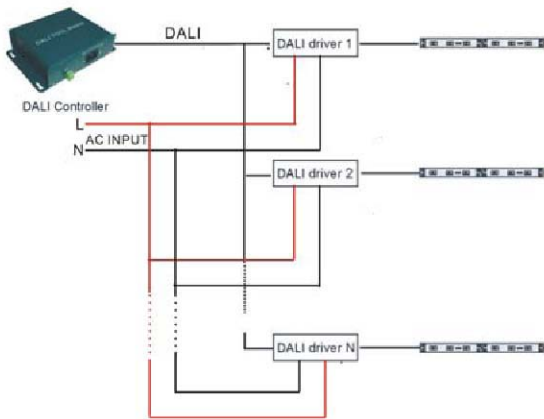 DALI
DALI driver 1
DALI Controller
L
AC INPUT
N
DALI driver 2
DALI driver N